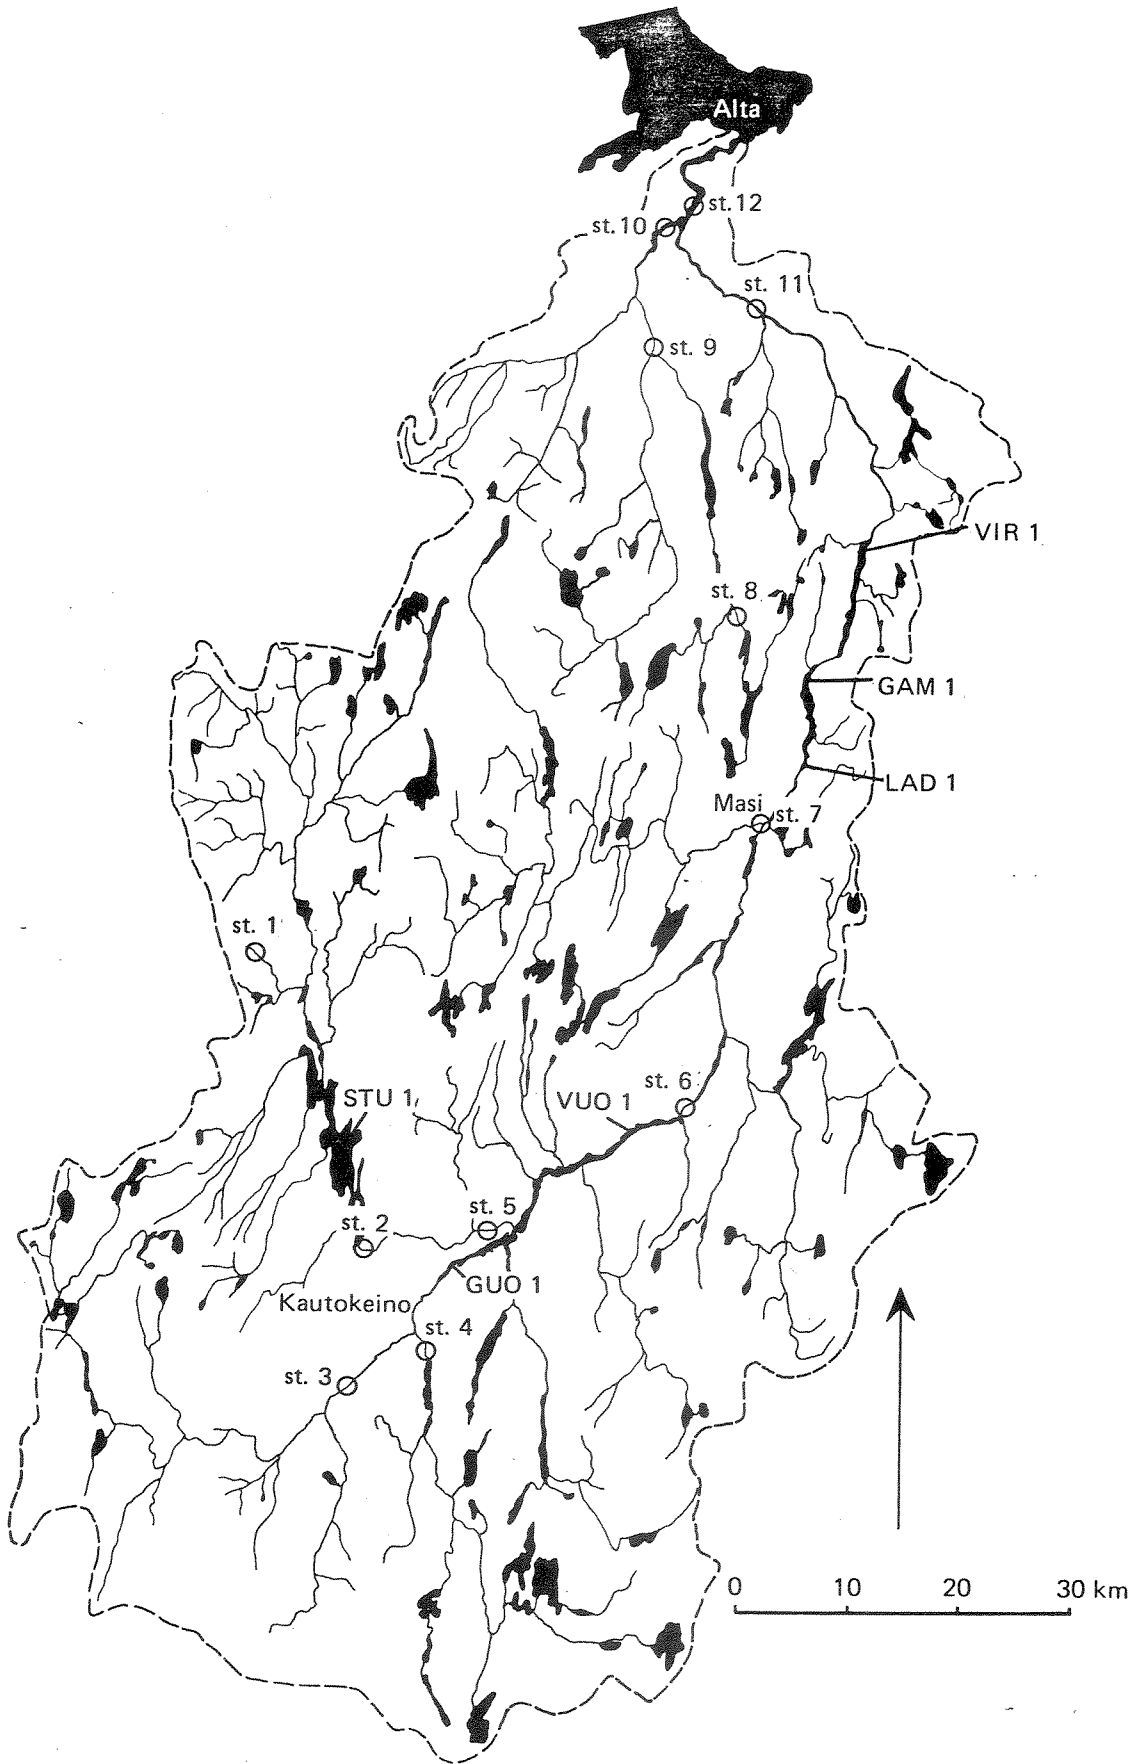 Alta
st.12
st.10
st. 11
st. 9
VIR 1
st. 8
GAM 1
LAD 1
Masi
st. 7
st. 1
st. 6
STU 1
VUO 1
st. 5
st. 2
GUO 1
Kautokeino
st. 4
st. 3
0 10 20 30 km